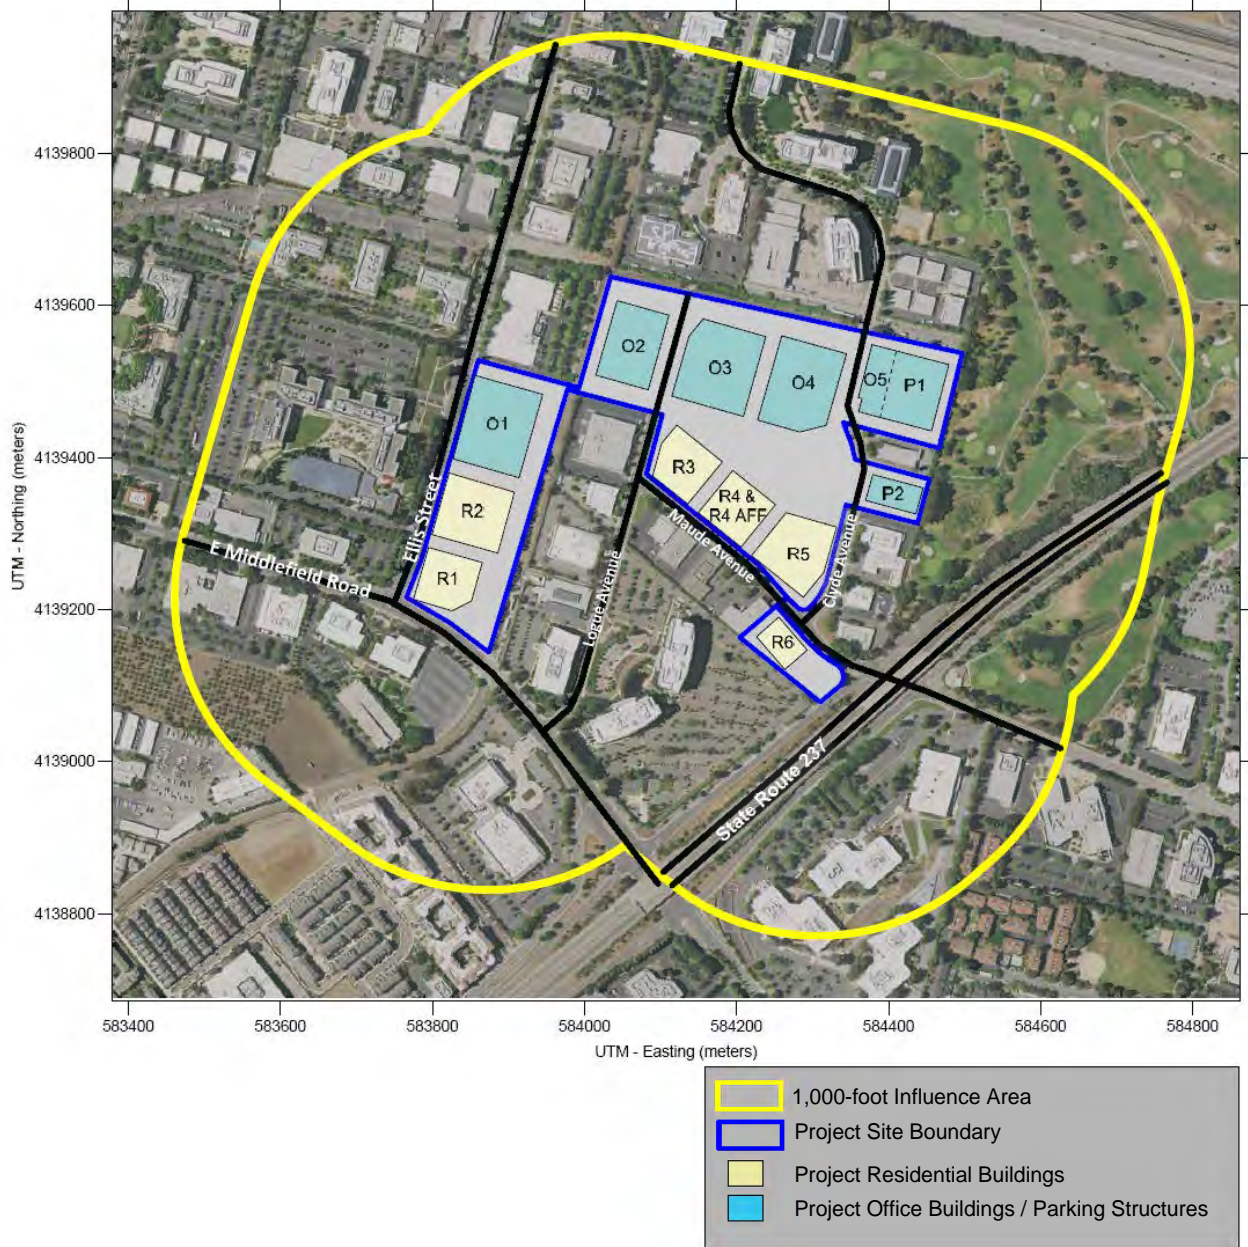 4139800
4139600
4139400
4139200
4139000
4138800
UTM - Northing (meters)
O2
O3
O4
O5
P1
O1
R3
R4 &
R4 AFF
P2
R2
R5
R1
R6
Ellis Street
E Middlefield Road
Logue Avenue
Maude Avenue
Clyde Avenue
State Route 237
583400
583600
583800
584000
584200
584400
584600
584800
UTM - Easting (meters)
1,000-foot Influence Area
Project Site Boundary
Project Residential Buildings
Project Office Buildings / Parking Structures